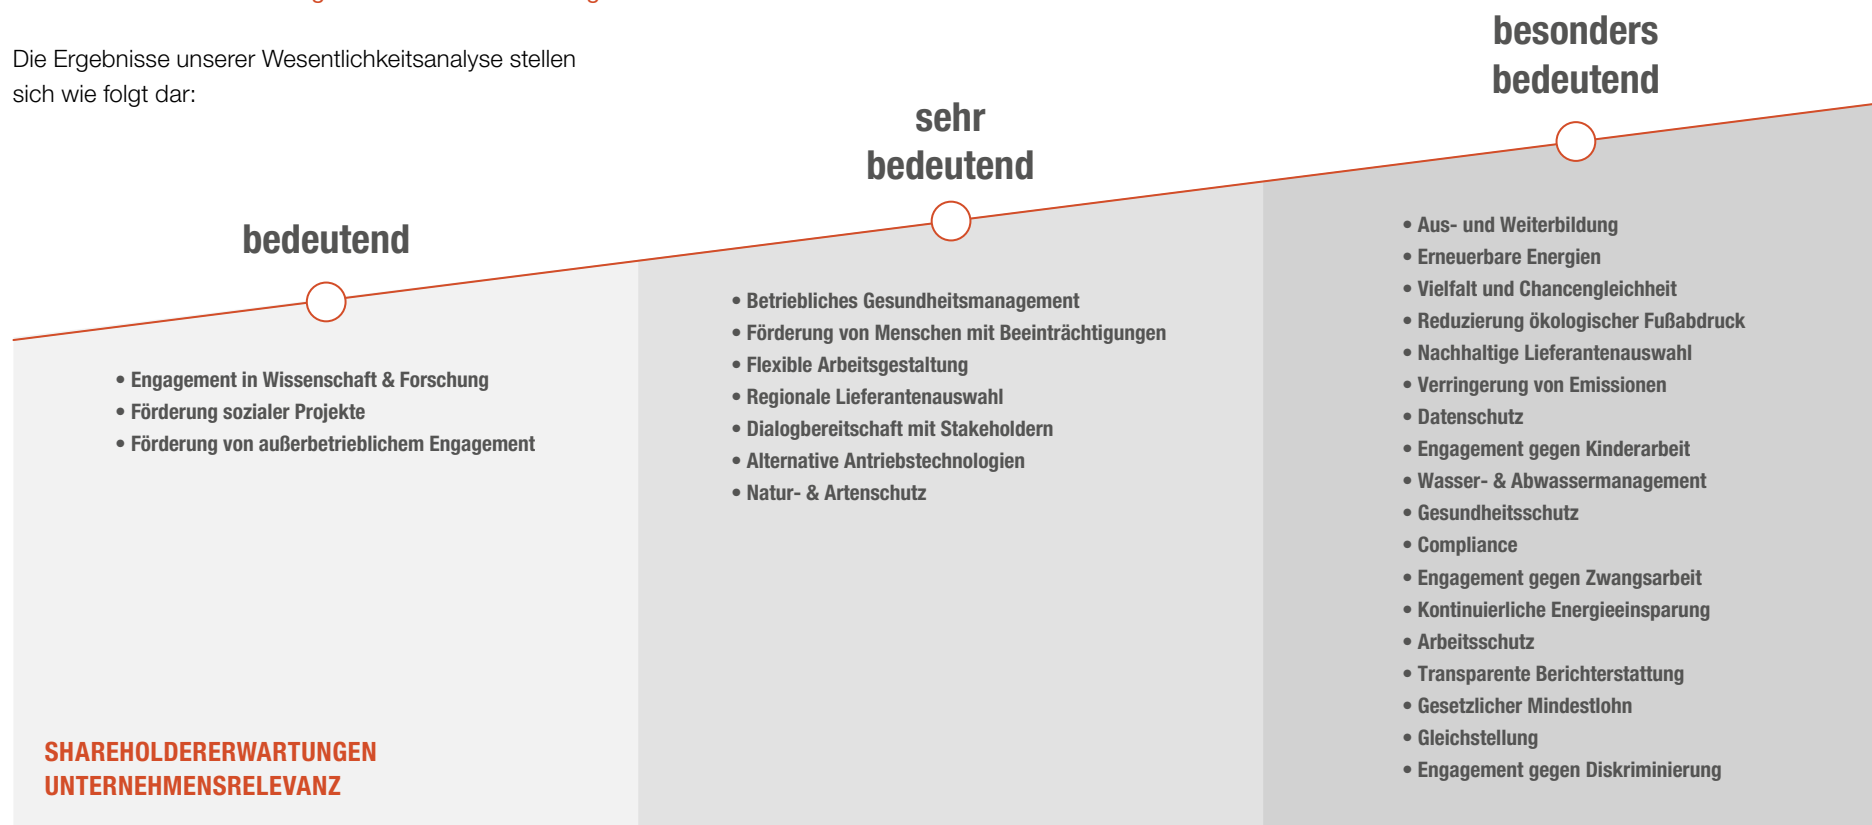 Die Ergebnisse unserer Wesentlichkeitsanalyse stellen
sich wie folgt dar:
bedeutend
• Engagement in Wissenschaft & Forschung
• Förderung sozialer Projekte
• Förderung von außerbetrieblichem Engagement
SHAREHOLDERERWARTUNGEN
UNTERNEHMENSRELEVANZ
sehr
bedeutend
• Betriebliches Gesundheitsmanagement
• Förderung von Menschen mit Beeinträchtigungen
• Flexible Arbeitsgestaltung
• Regionale Lieferantenauswahl
• Dialogbereitschaft mit Stakeholdern
• Alternative Antriebstechnologien
• Natur- & Artenschutz
besonders
bedeutend
• Aus- und Weiterbildung
• Erneuerbare Energien
• Vielfalt und Chancengleichheit
• Reduzierung ökologischer Fußabdruck
• Nachhaltige Lieferantenauswahl
• Verringerung von Emissionen
• Datenschutz
• Engagement gegen Kinderarbeit
• Wasser- & Abwassermanagement
• Gesundheitsschutz
• Compliance
• Engagement gegen Zwangsarbeit
• Kontinuierliche Energieeinsparung
• Arbeitsschutz
• Transparente Berichterstattung
• Gesetzlicher Mindestlohn
• Gleichstellung
• Engagement gegen Diskriminierung